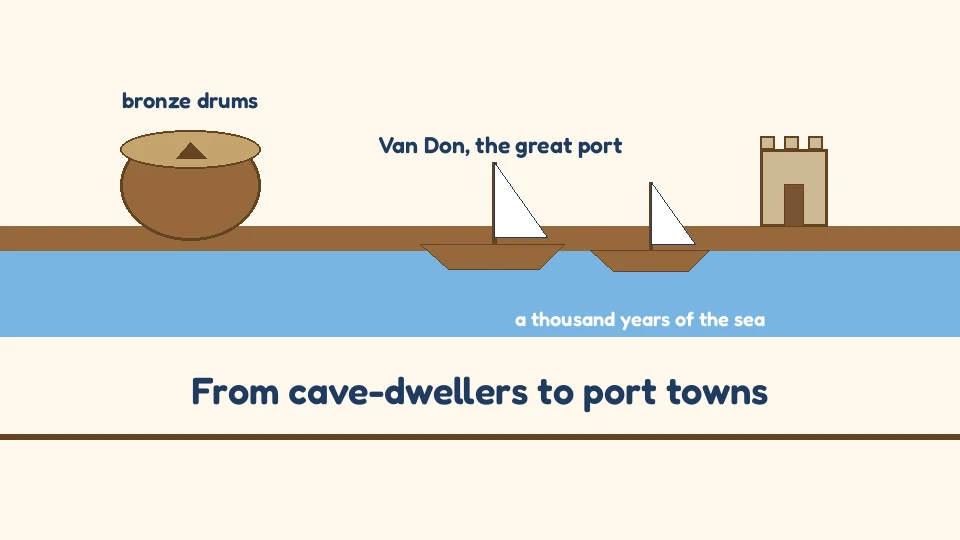 bronze drums
Van Don, the great port
a thousand years of the sea
From cave-dwellers to port towns